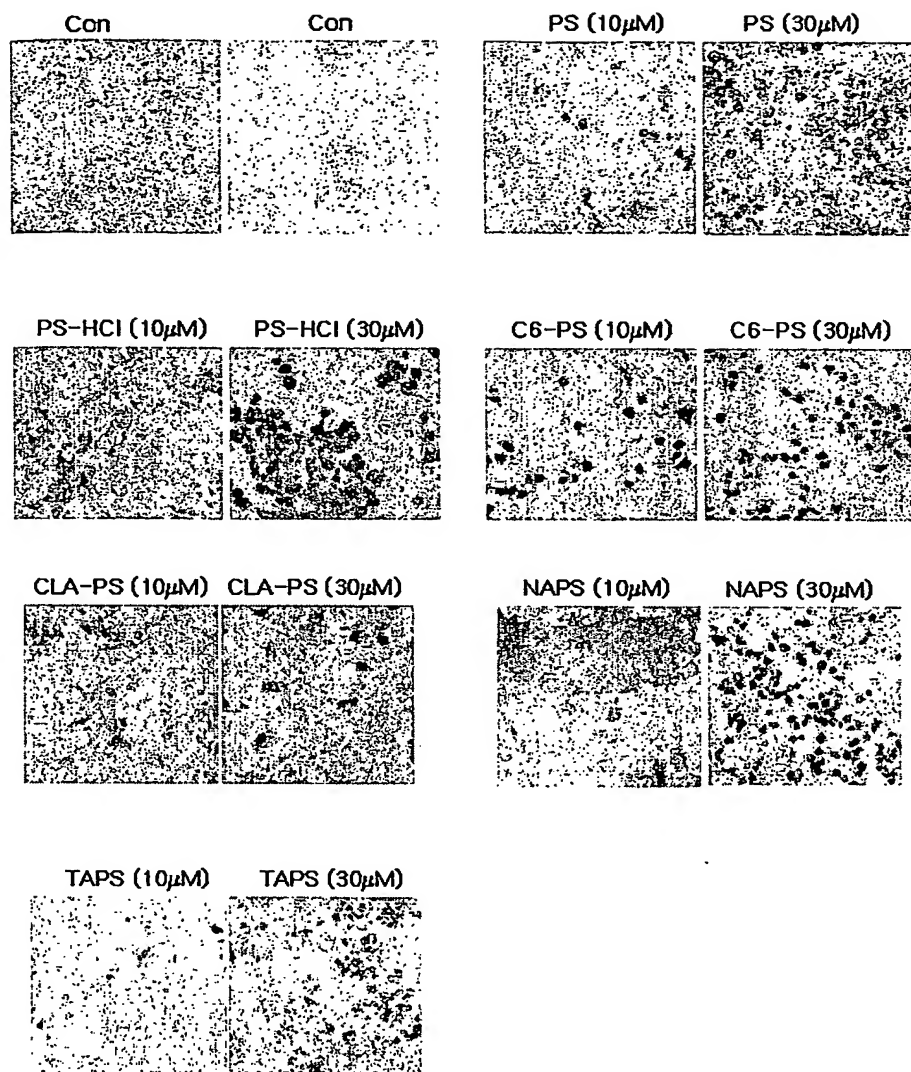 Con Con PS (10μM) PS (30μM)
PS-HCl (10μM) PS-HCl (30μM) C6-PS (10μM) C6-PS (30μM)
CLA-PS (10μM) CLA-PS (30μM) NAPS (10μM) NAPS (30μM)
TAPS (10μM) TAPS (30μM)